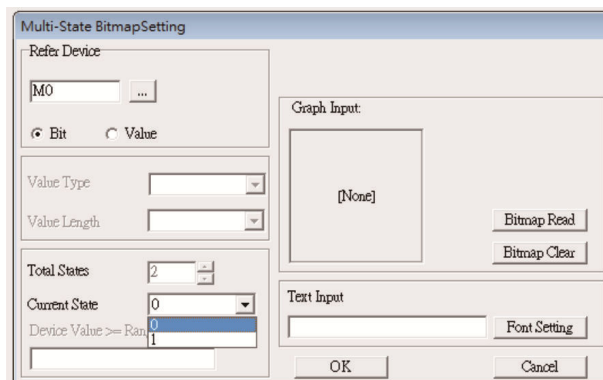 Multi-State BitmapSetting
Refer Device
M0
...
Bit
Value
Value Type
Value Length
Total States
2
Current State
0
0
1
Device Value >= Ran
Graph Input:
[None]
Bitmap Read
Bitmap Clear
Text Input
Font Setting
OK
Cancel